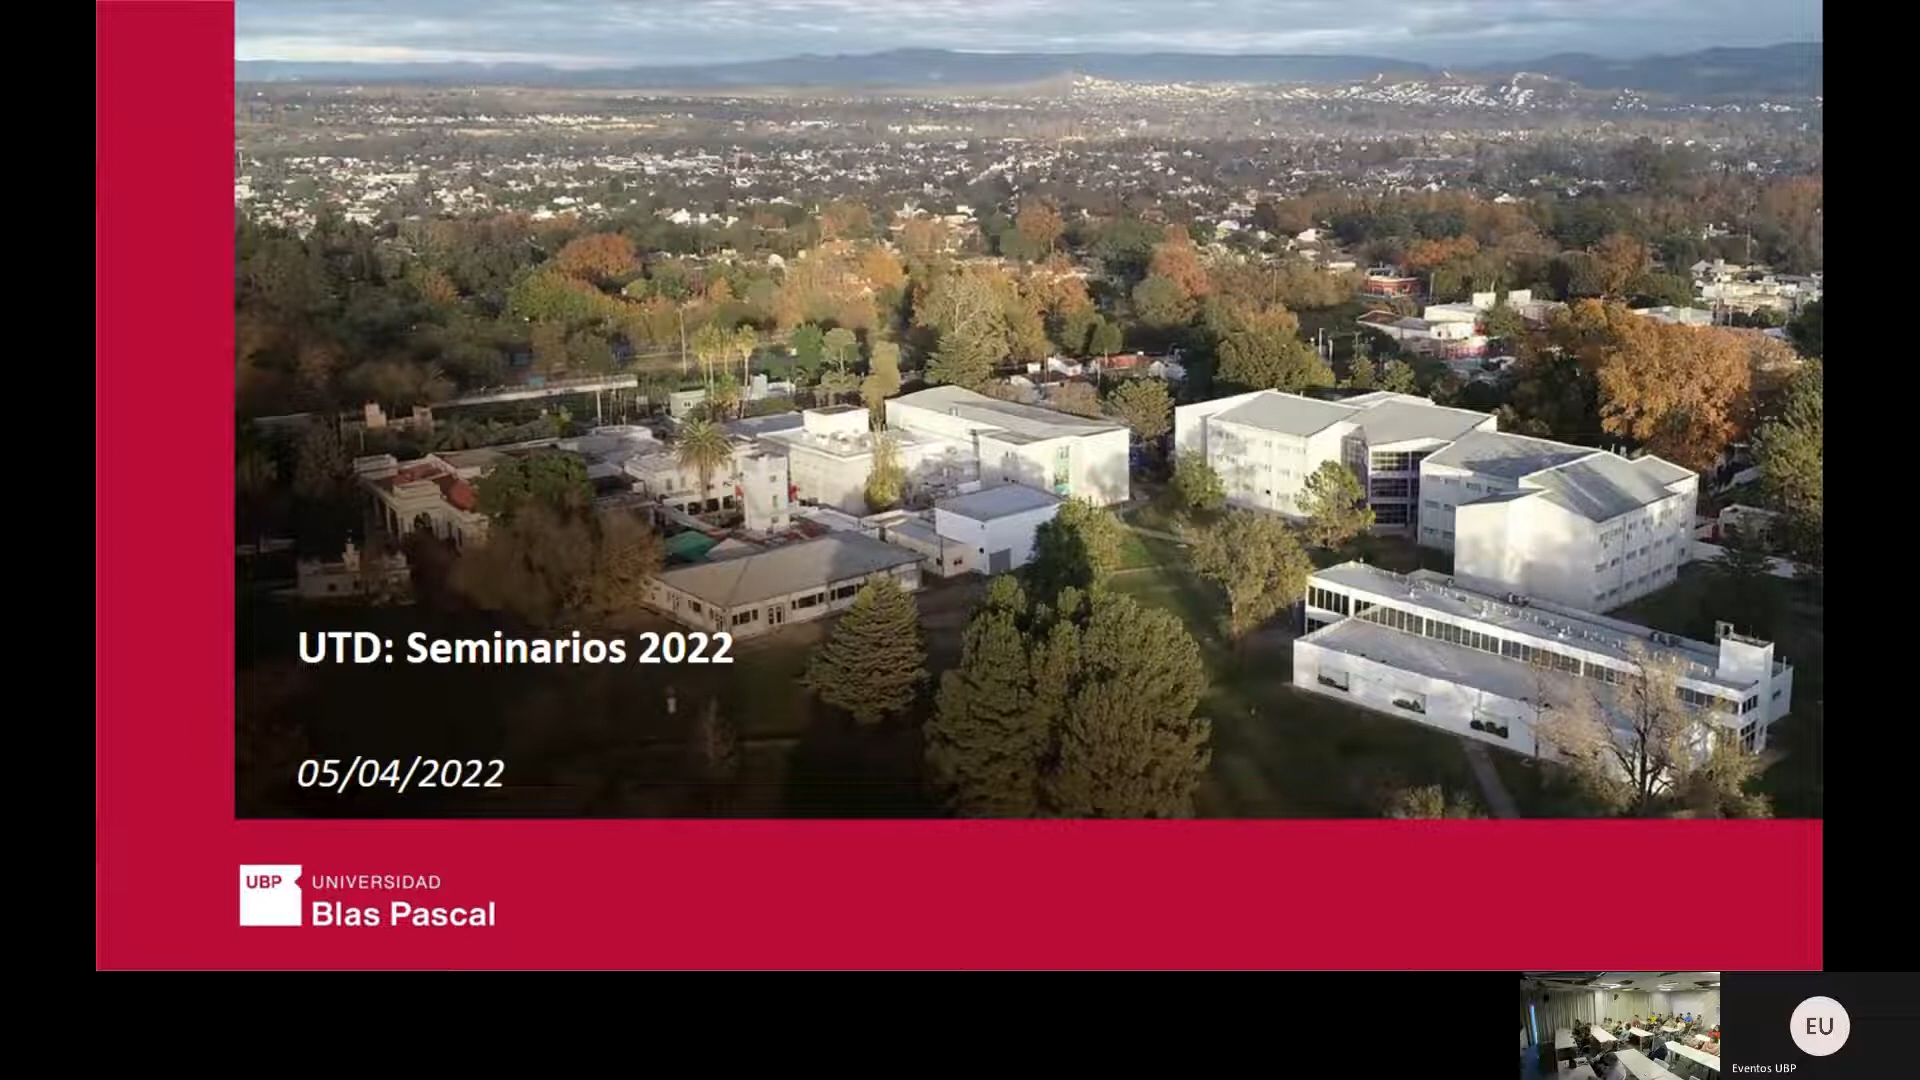 UTD: Seminarios 2022
05/04/2022
UBP
UNIVERSIDAD
Blas Pascal
EU
Eventos UBP